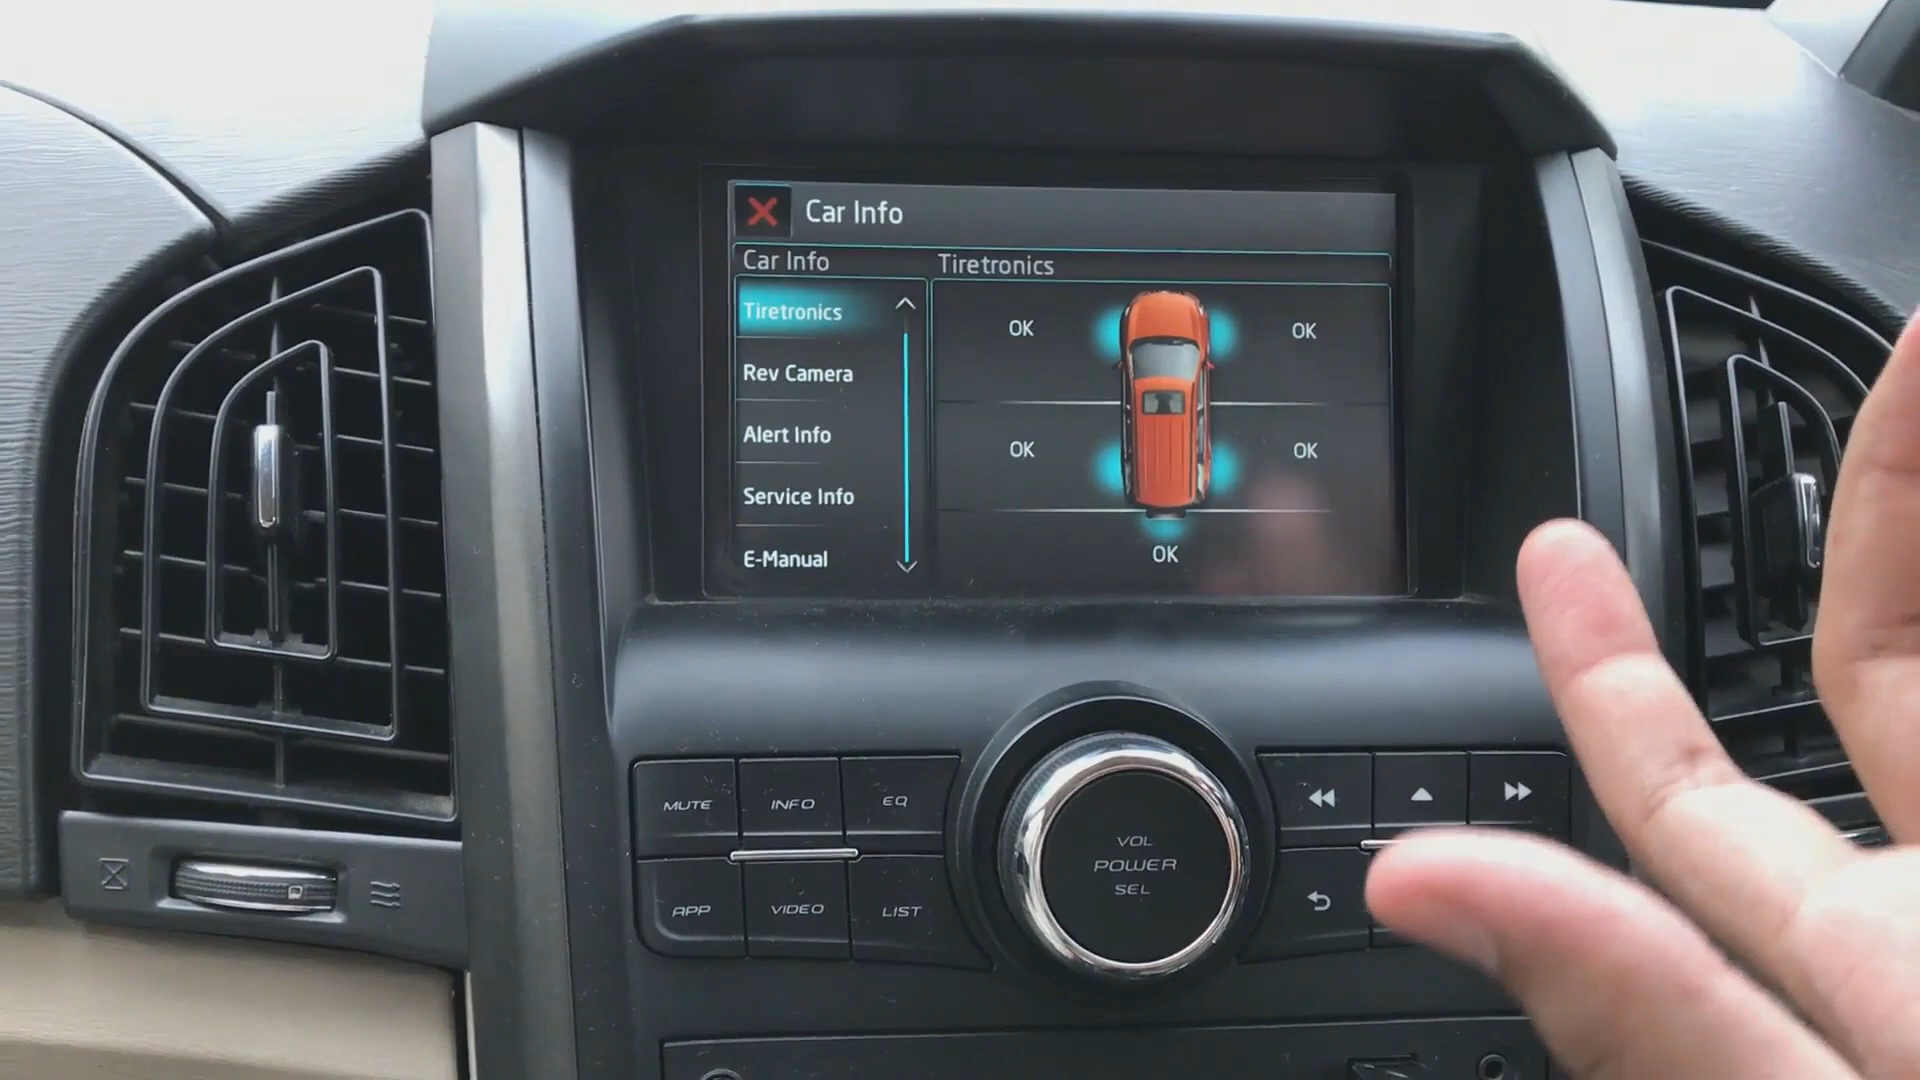 Car Info
Car Info
Tiretronics
Tiretronics
Rev Camera
Alert Info
Service Info
E-Manual
OK
OK
OK
OK
OK
MUTE
INFO
EQ
APP
VIDEO
LIST
VOL
POWER
SEL